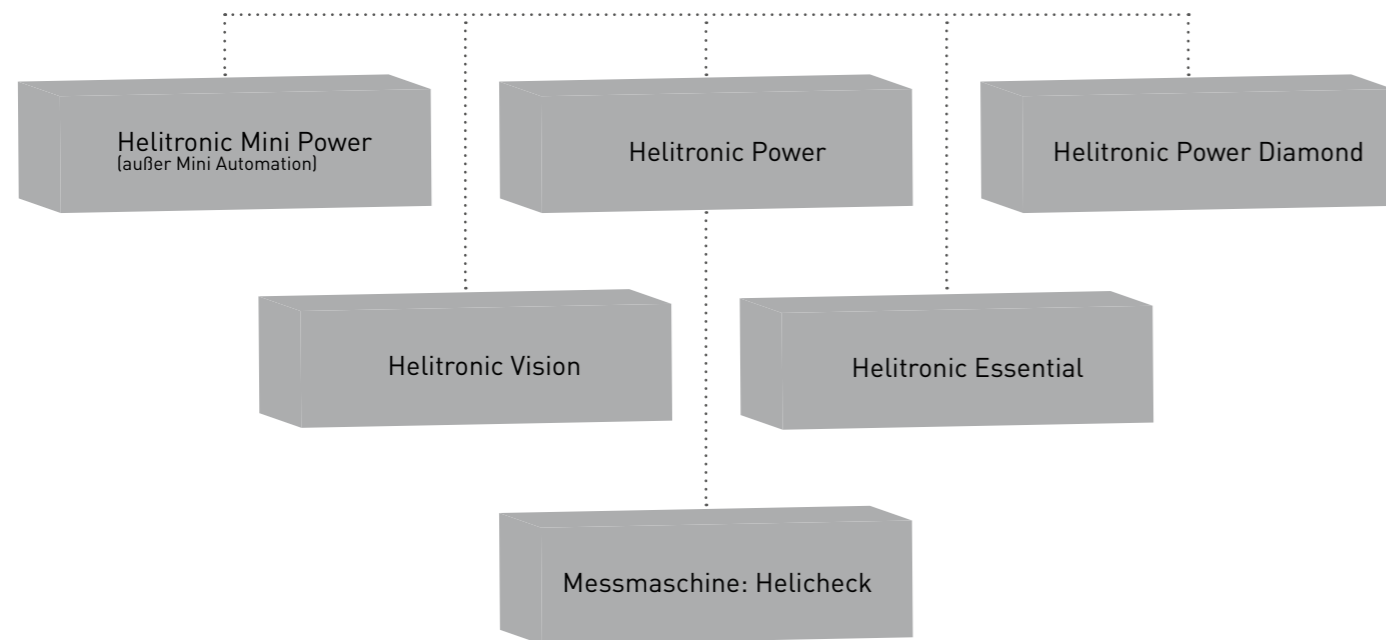 Helitronic Mini Power
(außer Mini Automation)
Helitronic Power
Helitronic Power Diamond
Helitronic Vision
Helitronic Essential
Messmaschine: Helicheck